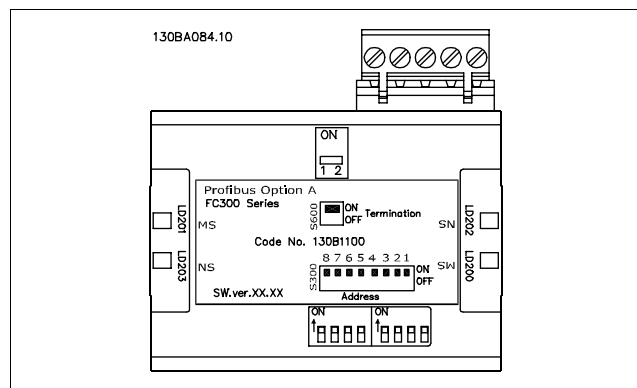 130BA084.10
ON
1 2
Profibus Option A
FC300 Series
S600
ON
OFF
Termination
LD201
MS
LD202
NS
Code No. 130B1100
LD203
NS
LD200
MS
8 7 6 5 4 3 2 1
S300
ON
OFF
SW.ver.XX.XX
Address
ON
ON